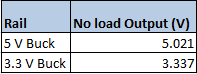 Rail No load Output (V)
5 V Buck 5.021
3.3 V Buck 3.337